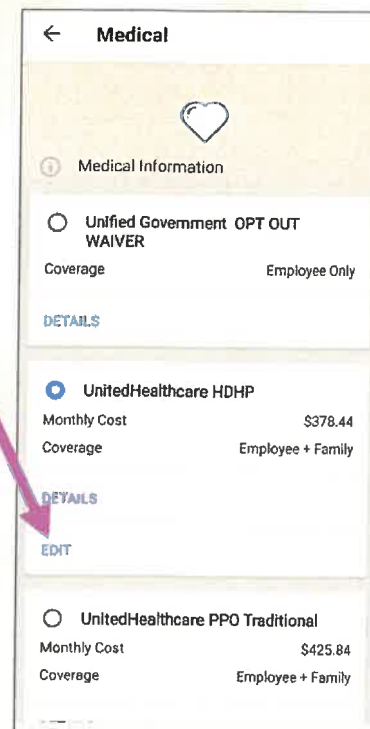 ← Medical
Medical Information
Unified Government OPT OUT
WAIVER
Coverage Employee Only
DETAILS
UnitedHealthcare HDHP
Monthly Cost $378.44
Coverage Employee + Family
DETAILS
EDIT
UnitedHealthcare PPO Traditional
Monthly Cost $425.84
Coverage Employee + Family